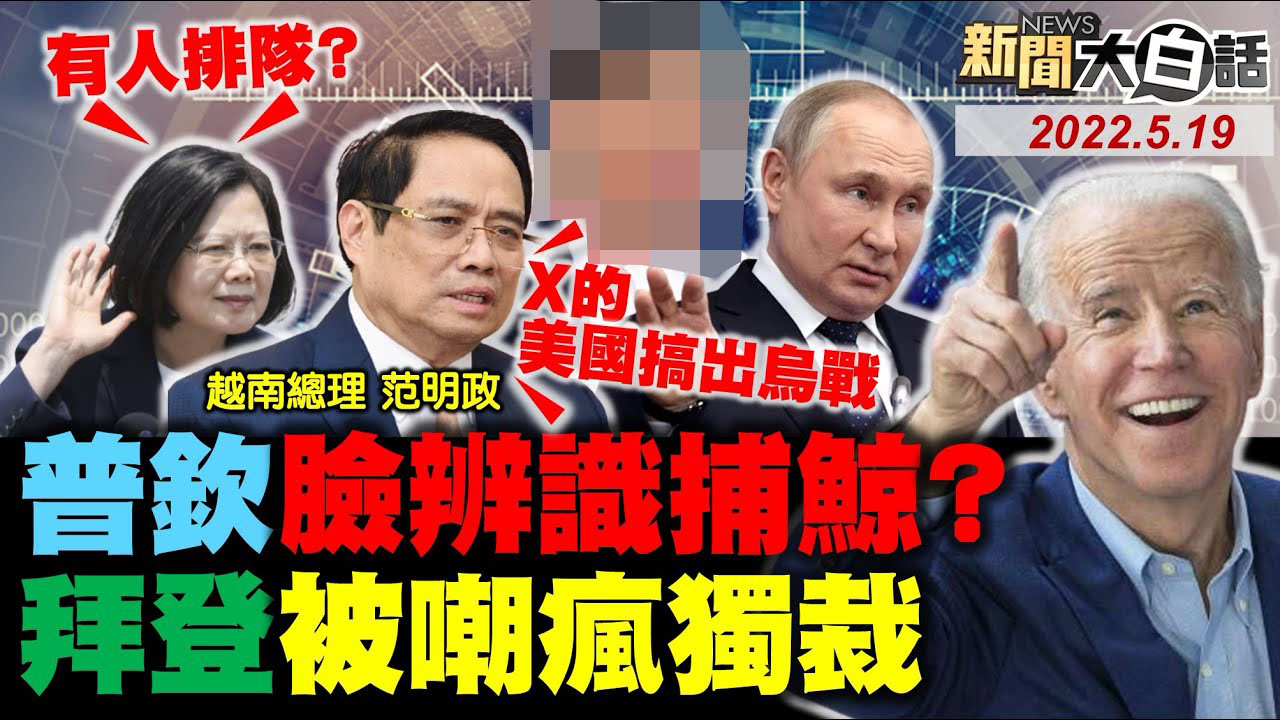 有人排隊?
NEWS
新聞大白話
2022.5.19
X的
美國搞出烏戰
越南總理 范明政
普欽臉辨識捕鯨?
拜登被嘲瘋獨裁